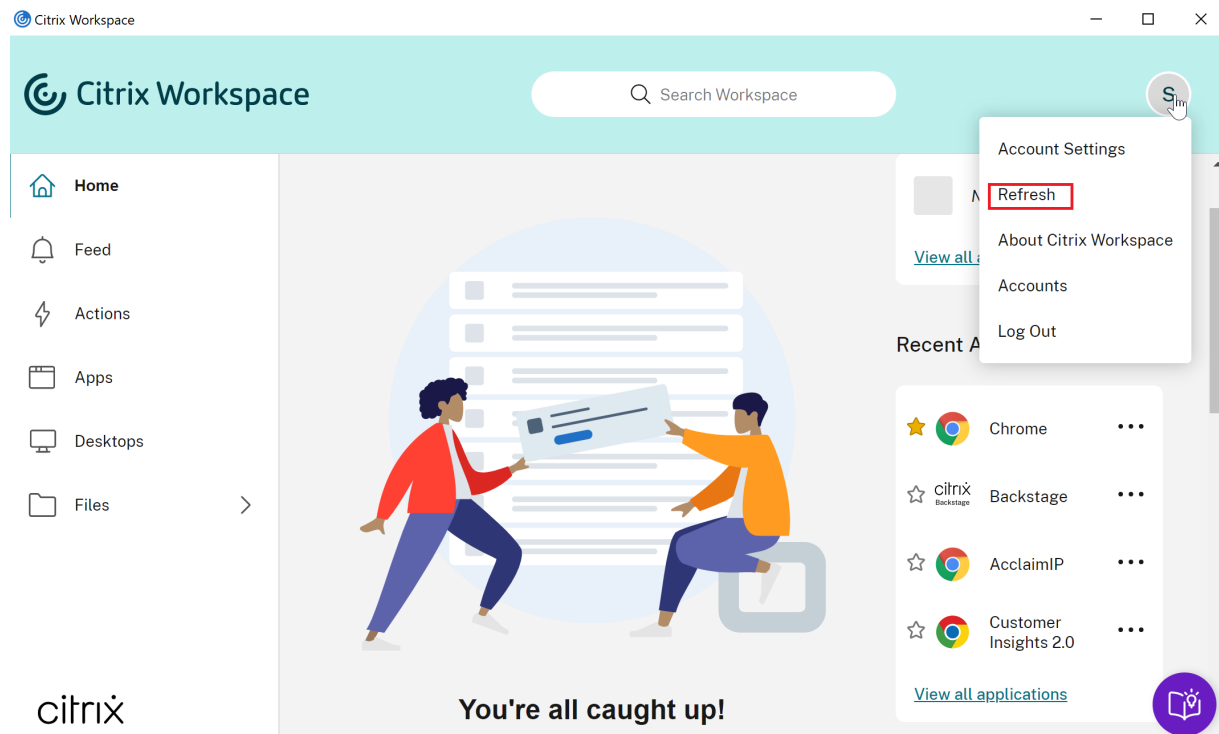 Citrix Workspace
Citrix Workspace
Search Workspace
S
Account Settings
Refresh
About Citrix Workspace
Accounts
Log Out
Home
Feed
Actions
Apps
Desktops
Files
citrix
View all
Recent A
Chrome
citrix
Backstage
Backstage
AcclaimIP
Customer
Insights 2.0
View all applications
You're all caught up!